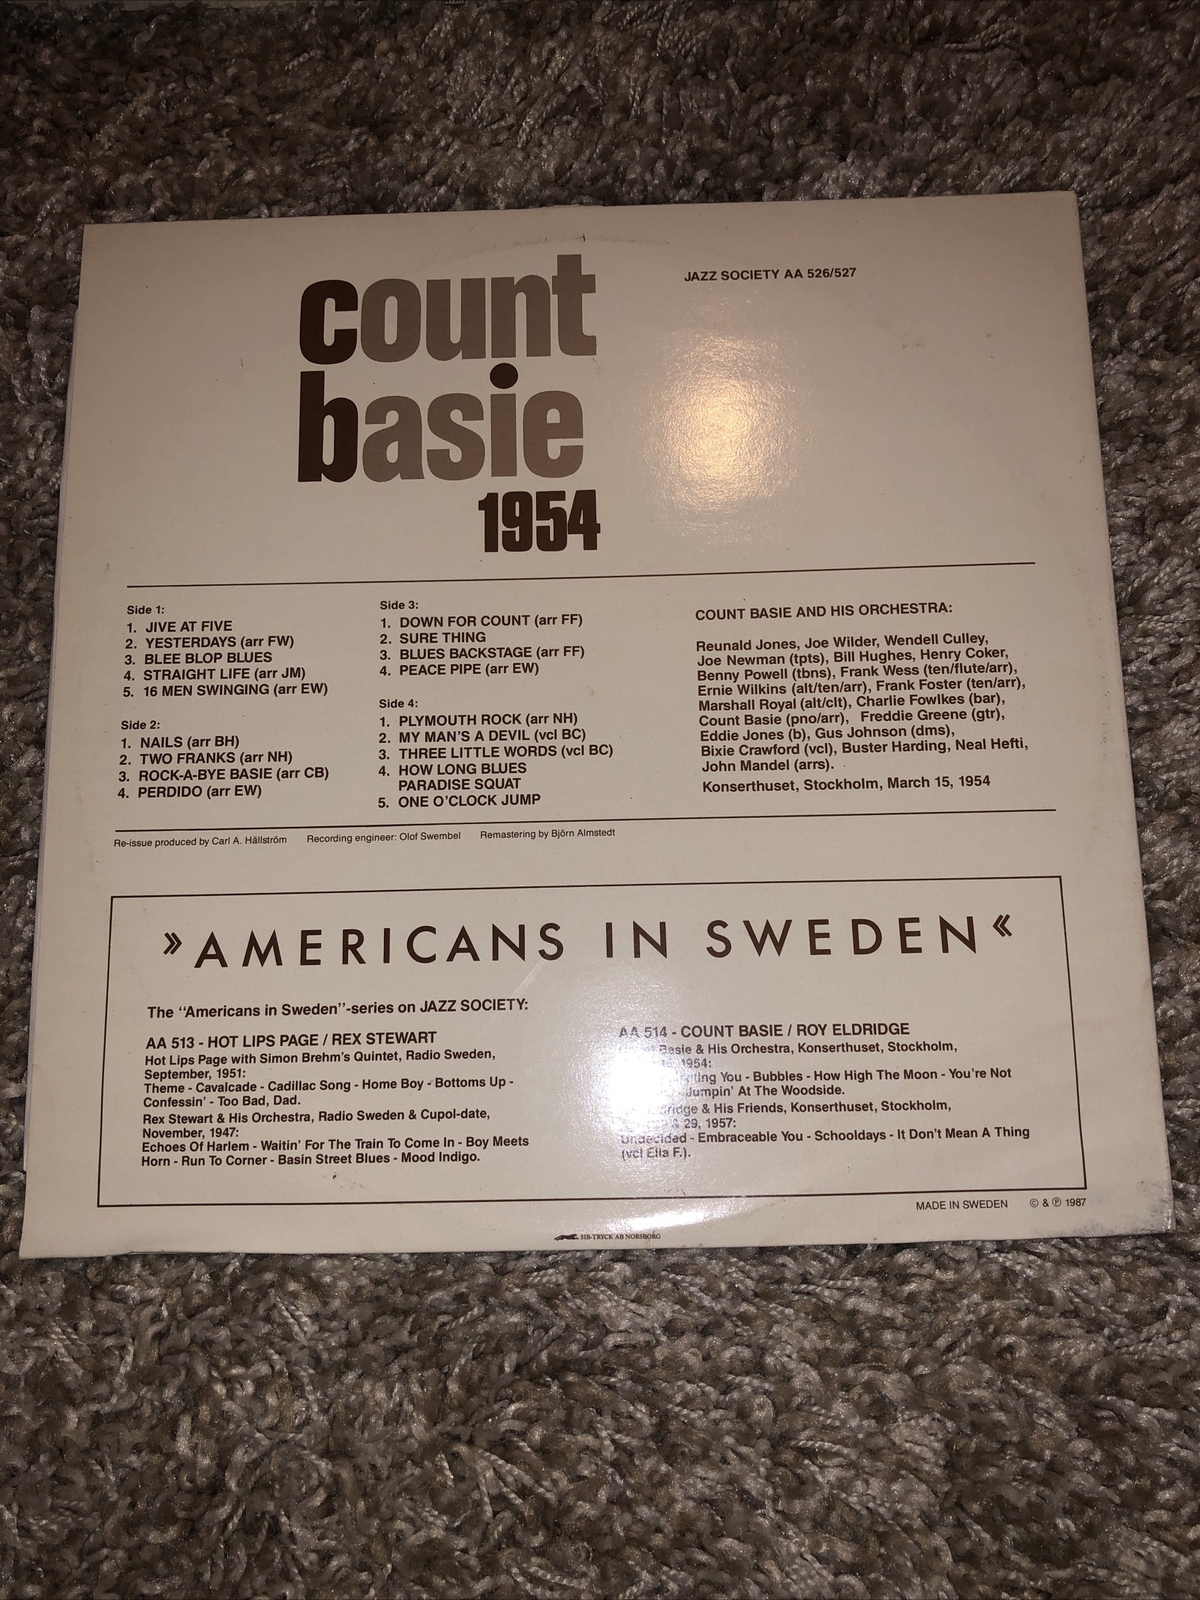 count
basie
1954
JAZZ SOCIETY AA 526/527
Side 1:
1. JIVE AT FIVE
2. YESTERDAYS (arr FW)
3. BLEE BLOP BLUES
4. STRAIGHT LIFE (arr JM)
5. 16 MEN SWINGING (arr EW)
Side 2:
1. NAILS (arr BH)
2. TWO FRANKS (arr NH)
3. ROCK-A-BYE BASIE (arr CB)
4. PERDIDO (arr EW)
Side 3:
1. DOWN FOR COUNT (arr FF)
2. SURE THING
3. BLUES BACKSTAGE (arr FF)
4. PEACE PIPE (arr EW)
Side 4:
1. PLYMOUTH ROCK (arr NH)
2. MY MAN'S A DEVIL (vcl BC)
3. THREE LITTLE WORDS (vcl BC)
4. HOW LONG BLUES
PARADISE SQUAT
5. ONE O'CLOCK JUMP
COUNT BASIE AND HIS ORCHESTRA:
Reunald Jones, Joe Wilder, Wendell Culley,
Joe Newman (tpts), Bill Hughes, Henry Coker,
Benny Powell (tbns), Frank Wess (ten/flute/arr),
Ernie Wilkins (alt/ten/arr), Frank Foster (ten/arr),
Marshall Royal (alt/clt), Charlie Fowlkes (bar),
Count Basie (pno/arr), Freddie Greene (gtr),
Eddie Jones (b), Gus Johnson (dms),
Bixie Crawford (vcl), Buster Harding, Neal Hefti,
John Mandel (arrs).
Konserthuset, Stockholm, March 15, 1954
Re-issue produced by Carl A. Hällström Recording engineer: Olof Swembel Remastering by Björn Almstedt
»AMERICANS IN SWEDEN«
The "Americans in Sweden"-series on JAZZ SOCIETY:
AA 513 - HOT LIPS PAGE / REX STEWART
Hot Lips Page with Simon Brehm's Quintet, Radio Sweden,
September, 1951:
Theme - Cavalcade - Cadillac Song - Home Boy - Bottoms Up -
Confessin' - Too Bad, Dad.
Rex Stewart & His Orchestra, Radio Sweden & Cupol-date,
November, 1947:
Echoes Of Harlem - Waitin' For The Train To Come In - Boy Meets
Horn - Run To Corner - Basin Street Blues - Mood Indigo.
AA 514 - COUNT BASIE / ROY ELDRIDGE
Basie & His Orchestra, Konserthuset, Stockholm,
1954:
You - Bubbles - How High The Moon - You're Not
Jumpin' At The Woodside.
& His Friends, Konserthuset, Stockholm,
& 29, 1957:
Undecided - Embraceable You - Schooldays - It Don't Mean A Thing
(vcl Ella F.).
MADE IN SWEDEN © & ℗ 1987
SIB-TRYCK AB NORSBORG